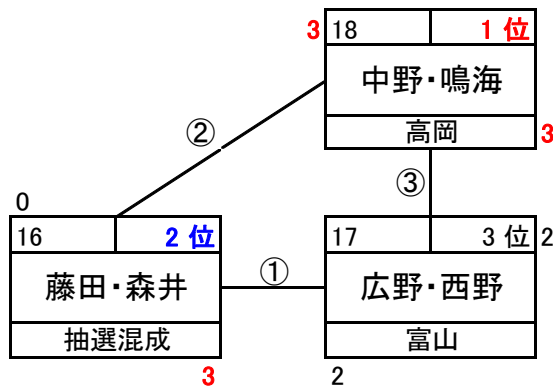 3 18 1 位
中野・鳴海
高岡 3
②
③
0
16 2 位
藤田・森井
抽選混成
3
①
17 3 位 2
広野・西野
富山
2